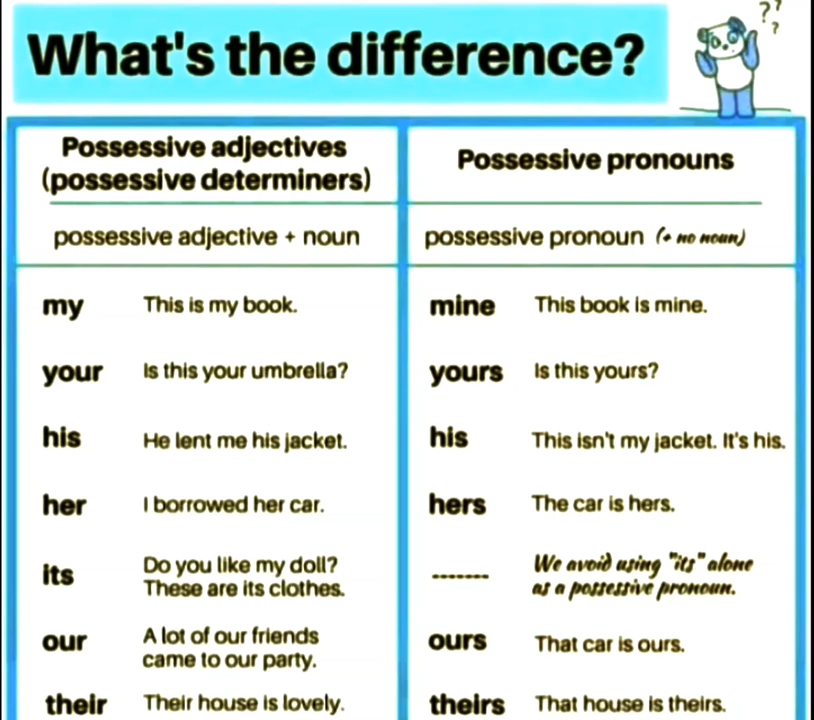 What's the difference?
???
Possessive adjectives
(possessive determiners)
Possessive pronouns
possessive adjective + noun
possessive pronoun (+ no noun)
my This is my book.
mine This book is mine.
your Is this your umbrella?
yours Is this yours?
his He lent me his jacket.
his This isn't my jacket. It's his.
her I borrowed her car.
hers The car is hers.
its Do you like my doll?
These are its clothes.
------- We avoid using "its" alone
as a possessive pronoun.
our A lot of our friends
came to our party.
ours That car is ours.
their Their house is lovely.
theirs That house is theirs.